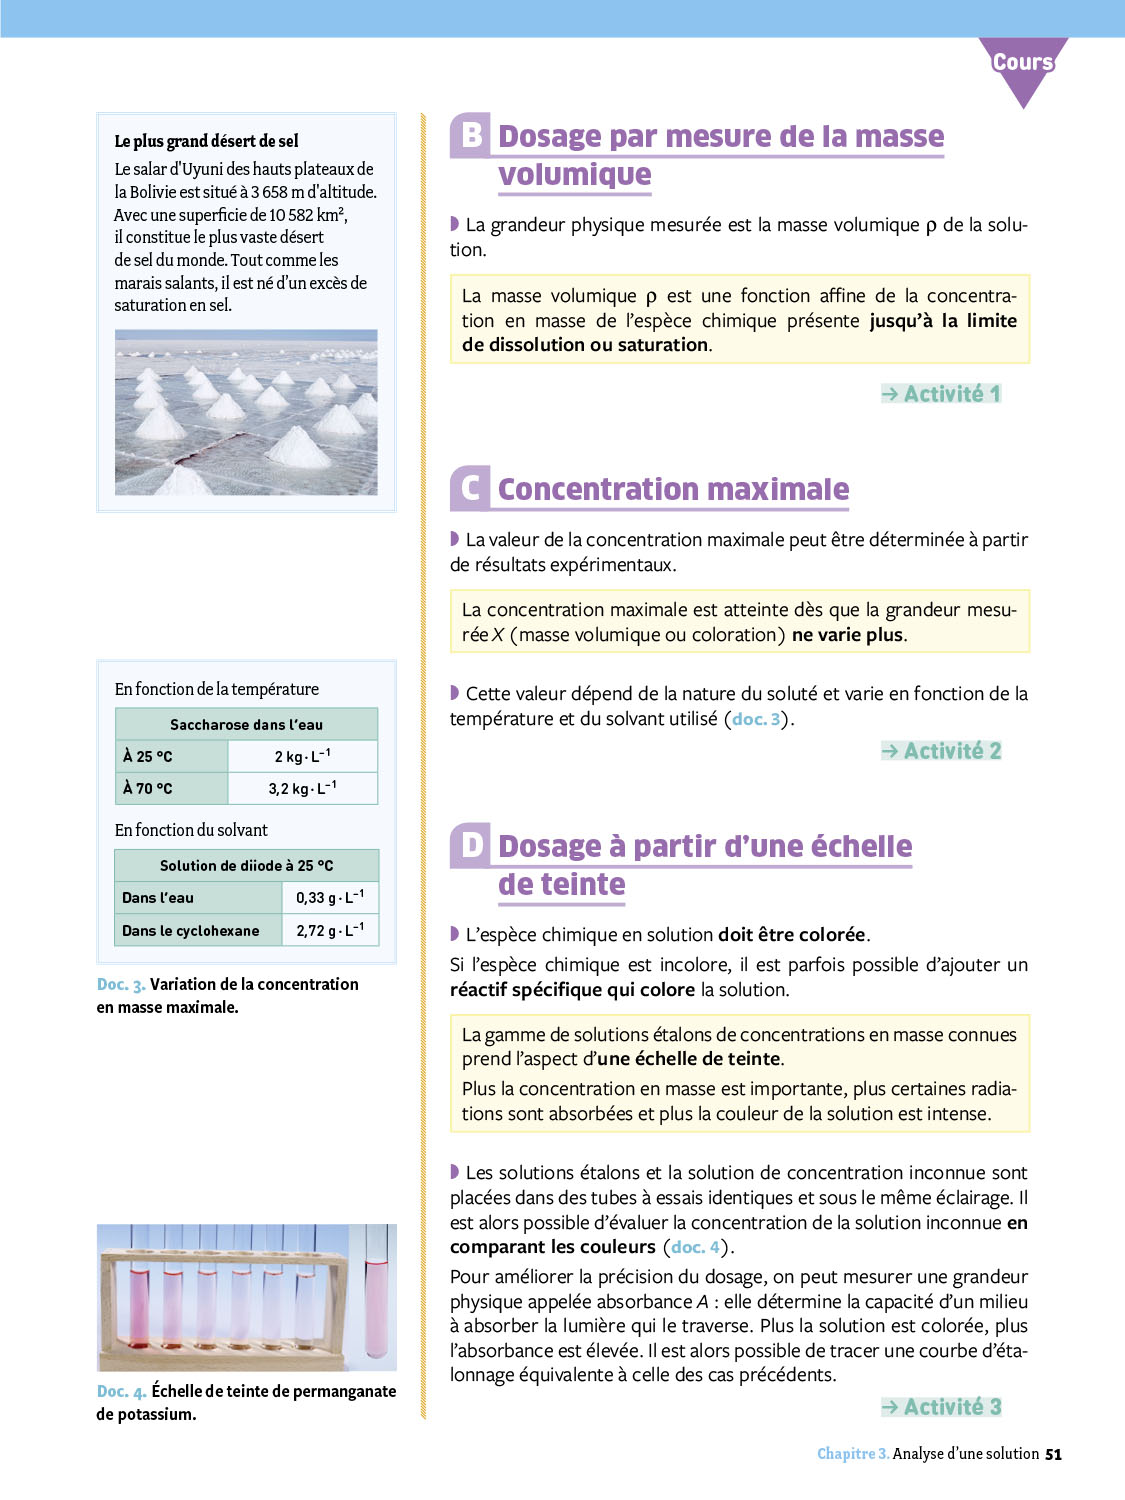 Cours
Le plus grand désert de sel
Le salar d'Uyuni des hauts plateaux de
la Bolivie est situé à 3 658 m d'altitude.
Avec une superficie de 10 582 km²,
il constitue le plus vaste désert
de sel du monde. Tout comme les
marais salants, il est né d'un excès de
saturation en sel.
En fonction de la température
Saccharose dans l'eau
À 25 °C 2 kg·L⁻¹
À 70 °C 3,2 kg·L⁻¹
En fonction du solvant
Solution de diiode à 25 °C
Dans l'eau 0,33 g·L⁻¹
Dans le cyclohexane 2,72 g·L⁻¹
Doc. 3. Variation de la concentration
en masse maximale.
Doc. 4. Échelle de teinte de permanganate
de potassium.
B Dosage par mesure de la masse
volumique
◗ La grandeur physique mesurée est la masse volumique ρ de la solu-
tion.
La masse volumique ρ est une fonction affine de la concentra-
tion en masse de l'espèce chimique présente jusqu'à la limite
de dissolution ou saturation.
→ Activité 1
C Concentration maximale
◗ La valeur de la concentration maximale peut être déterminée à partir
de résultats expérimentaux.
La concentration maximale est atteinte dès que la grandeur mesu-
rée X (masse volumique ou coloration) ne varie plus.
◗ Cette valeur dépend de la nature du soluté et varie en fonction de la
température et du solvant utilisé (doc. 3).
→ Activité 2
D Dosage à partir d'une échelle
de teinte
◗ L'espèce chimique en solution doit être colorée.
Si l'espèce chimique est incolore, il est parfois possible d'ajouter un
réactif spécifique qui colore la solution.
La gamme de solutions étalons de concentrations en masse connues
prend l'aspect d'une échelle de teinte.
Plus la concentration en masse est importante, plus certaines radia-
tions sont absorbées et plus la couleur de la solution est intense.
◗ Les solutions étalons et la solution de concentration inconnue sont
placées dans des tubes à essais identiques et sous le même éclairage. Il
est alors possible d'évaluer la concentration de la solution inconnue en
comparant les couleurs (doc. 4).
Pour améliorer la précision du dosage, on peut mesurer une grandeur
physique appelée absorbance A : elle détermine la capacité d'un milieu
à absorber la lumière qui le traverse. Plus la solution est colorée, plus
l'absorbance est élevée. Il est alors possible de tracer une courbe d'éta-
lonnage équivalente à celle des cas précédents.
→ Activité 3
Chapitre 3. Analyse d'une solution 51